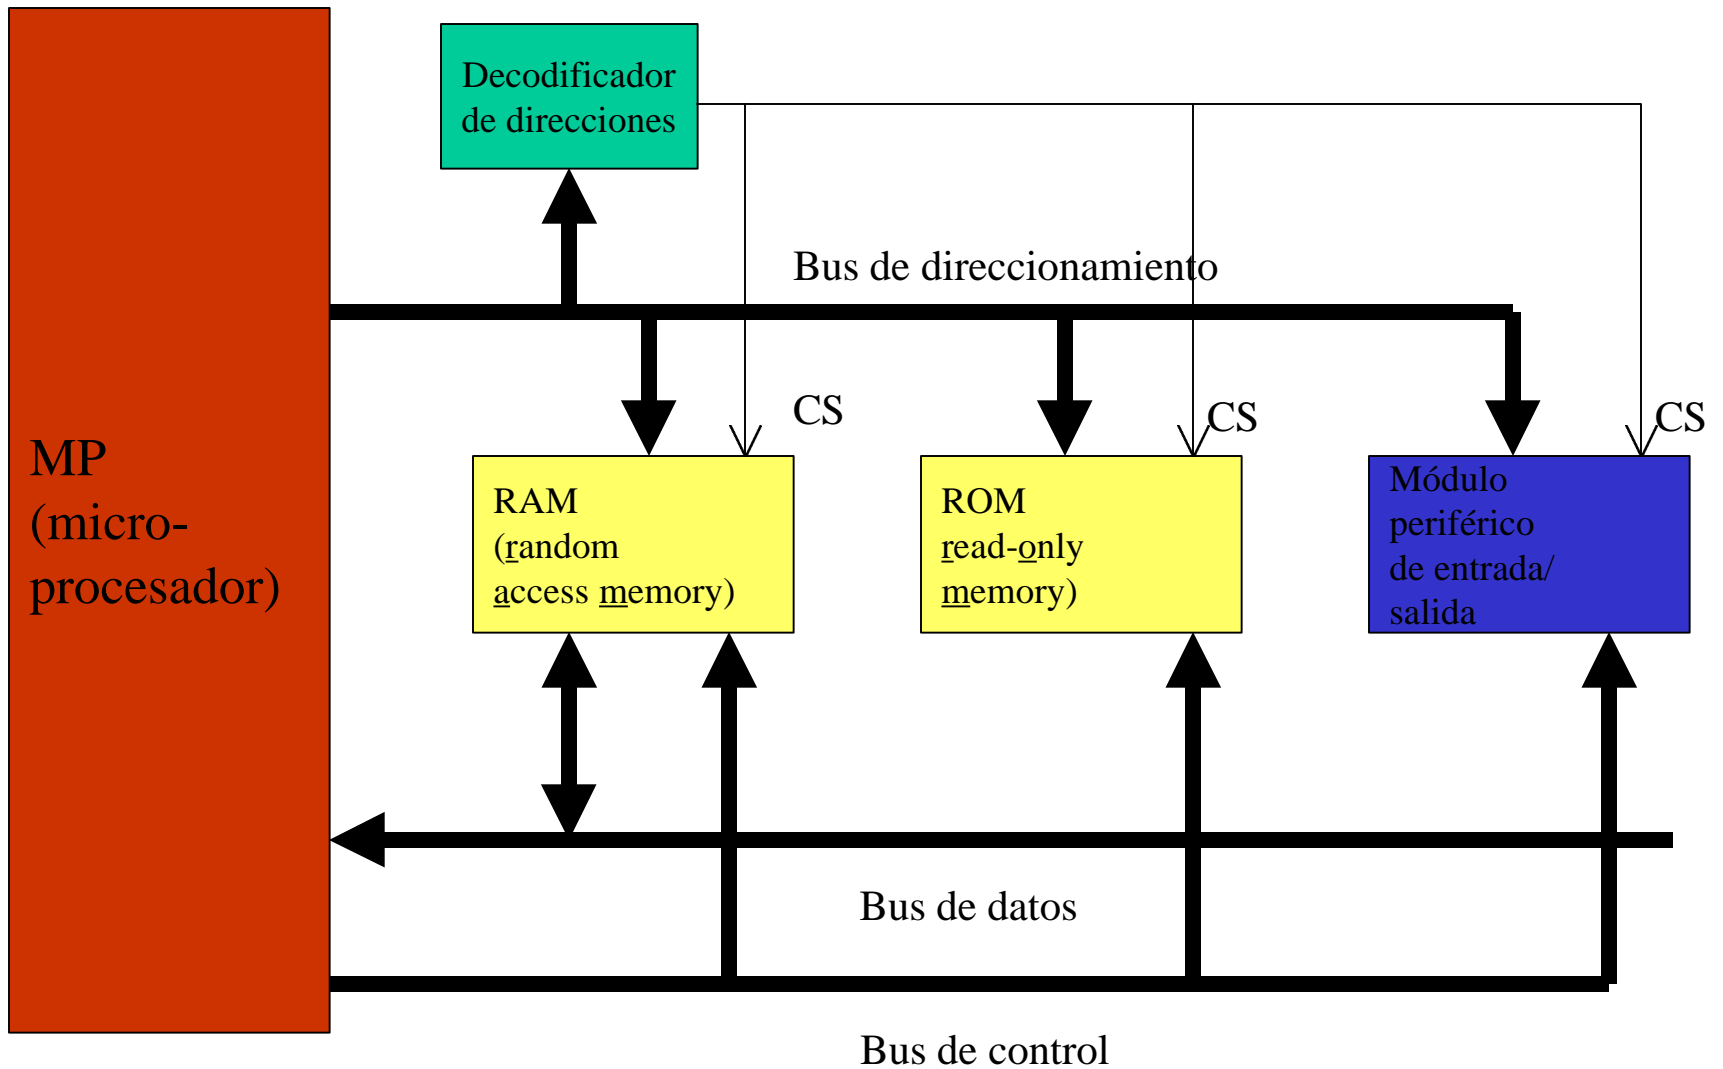 Decodificador
de direcciones
Bus de direccionamiento
CS
CS
CS
MP
(micro-
procesador)
RAM
(random
access memory)
ROM
read-only
memory)
Módulo
periférico
de entrada/
salida
Bus de datos
Bus de control